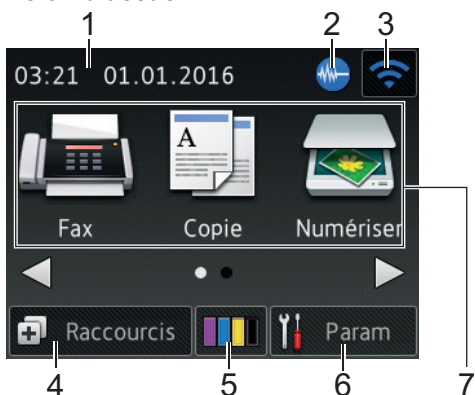 1 2 3
03:21 01.01.2016
A
Fax Copie Numériser
Raccourcis Param
4 5 6 7